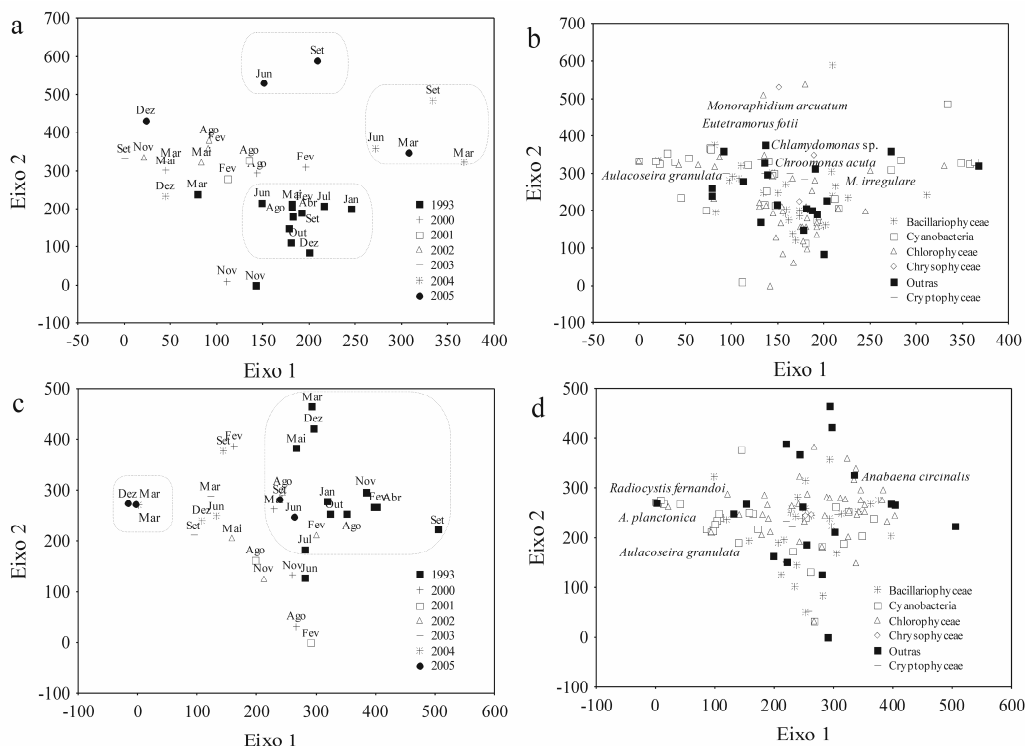 a
700
600
500
400
300
200
100
0
-100
Eixo 2
0
50
100
150
200
250
300
350
400
Eixo 1
Set
Jun
Dez
Set
Jun
Mar
Mar
Ago
Fev
Set
Nov
Mar
Mai
Mai
Ago
Ago
Fev
Fev
Dez
Mar
Jun
Mai
Fev
Jul
Jan
Ago
Abr
Set
Out
Dez
Nov
Nov
1993
2000
2001
2002
2003
2004
2005
b
700
600
500
400
300
200
100
0
-100
Eixo 2
-50
0
50
100
150
200
250
300
350
400
Eixo 1
Monoraphidium arcuatum
Eutetramorus fotii
Chlamydomonas sp.
Chroomonas acuta
Aulacoseira granulata
M. irregulare
Bacillariophyceae
Cyanobacteria
Chlorophyceae
Chrysophyceae
Outras
Cryptophyceae
c
500
400
300
200
100
0
-100
Eixo 2
-100
0
100
200
300
400
500
600
Eixo 1
Mar
Dez
Mai
Fev
Set
Dez
Mar
Mar
Mar
Dez
Jun
Set
Mai
Ago
Set
Jun
Jan
Out
Nov
Fev
Abr
Ago
Set
Fev
Jul
Jun
Ago
Nov
Nov
Ago
Fev
1993
2000
2001
2002
2003
2004
2005
d
500
400
300
200
100
0
-100
Eixo 2
-100
0
100
200
300
400
500
600
Eixo 1
Radiocystis fernandoi
Anabaena circinalis
A. planctonica
Aulacoseira granulata
Bacillariophyceae
Cyanobacteria
Chlorophyceae
Chrysophyceae
Outras
Cryptophyceae